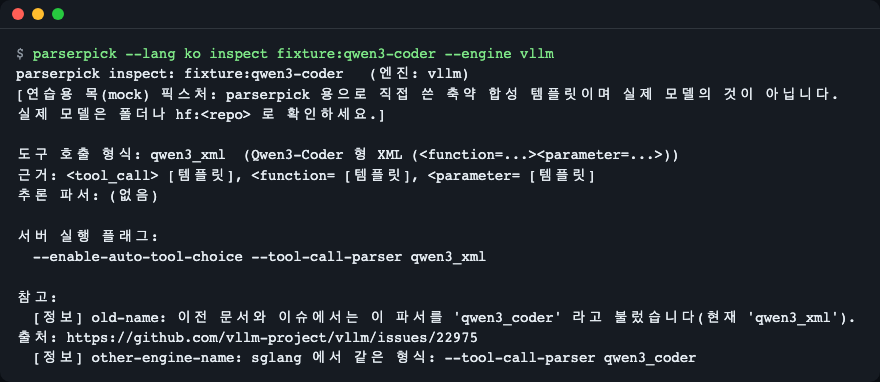 $ parserpick --lang ko inspect fixture:qwen3-coder --engine vllm
parserpick inspect: fixture:qwen3-coder   (엔진: vllm)
[연습용 목(mock) 픽스처: parserpick 용으로 직접 쓴 축약 합성 템플릿이며 실제 모델의 것이 아닙니다.
실제 모델은 폴더나 hf:<repo> 로 확인하세요.]
도구 호출 형식: qwen3_xml  (Qwen3-Coder 형 XML (<function=...><parameter=...>))
근거: <tool_call> [템플릿], <function= [템플릿], <parameter= [템플릿]
추론 파서: (없음)
서버 실행 플래그:
  --enable-auto-tool-choice --tool-call-parser qwen3_xml
참고:
  [정보] old-name: 이전 문서와 이슈에서는 이 파서를 'qwen3_coder' 라고 불렀습니다(현재 'qwen3_xml').
출처: https://github.com/vllm-project/vllm/issues/22975
  [정보] other-engine-name: sglang 에서 같은 형식: --tool-call-parser qwen3_coder